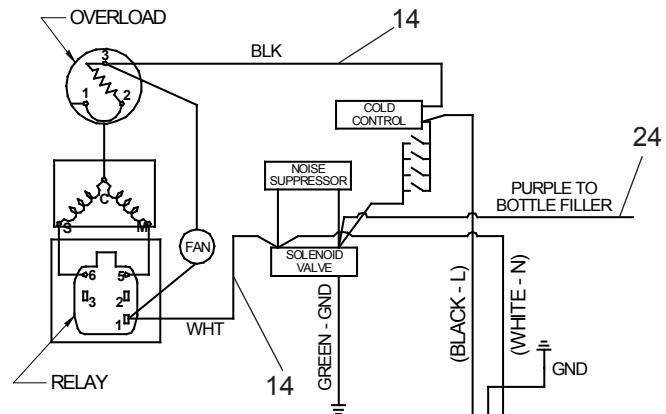 OVERLOAD
14
3
BLK
1
2
COLD
CONTROL
24
NOISE
SUPPRESSOR
PURPLE TO
BOTTLE FILLER
C
S
M
FAN
SOLENOID
VALVE
6
5
3
2
1
WHT
GREEN - GND
(BLACK - L)
(WHITE - N)
GND
RELAY
14